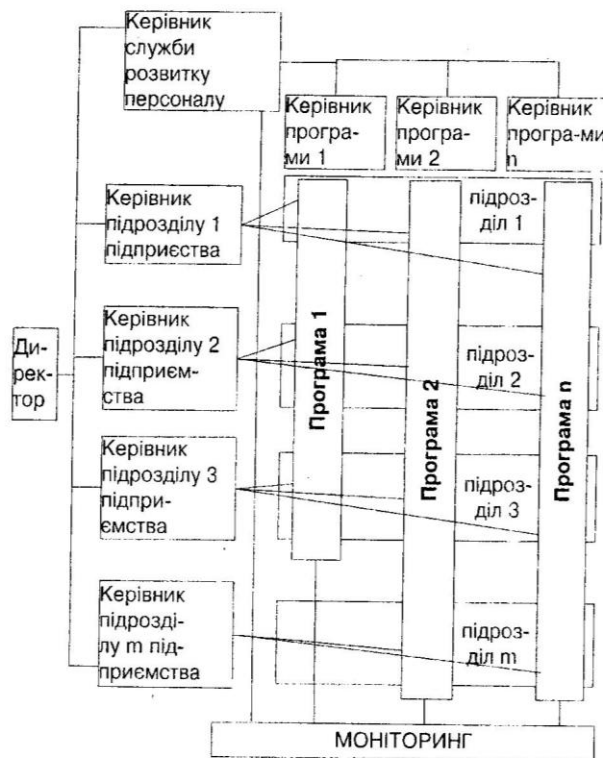 Керівник
служби
розвитку
персоналу
Керівник
програ-
ми 1
Керівник
програ-
ми 2
Керівник
програ-ми
n
Керівник
підрозділу 1
підприєства
підроз-
діл 1
Керівник
підрозділу 2
підприєм-
ства
підроз-
діл 2
Ди-
рек-
тор
Керівник
підрозділу 3
підпри-
ємства
підроз-
діл 3
Керівник
підрозді-
лу m під-
приємства
підроз-
діл m
Програма 1
Програма 2
Програма n
МОНІТОРИНГ